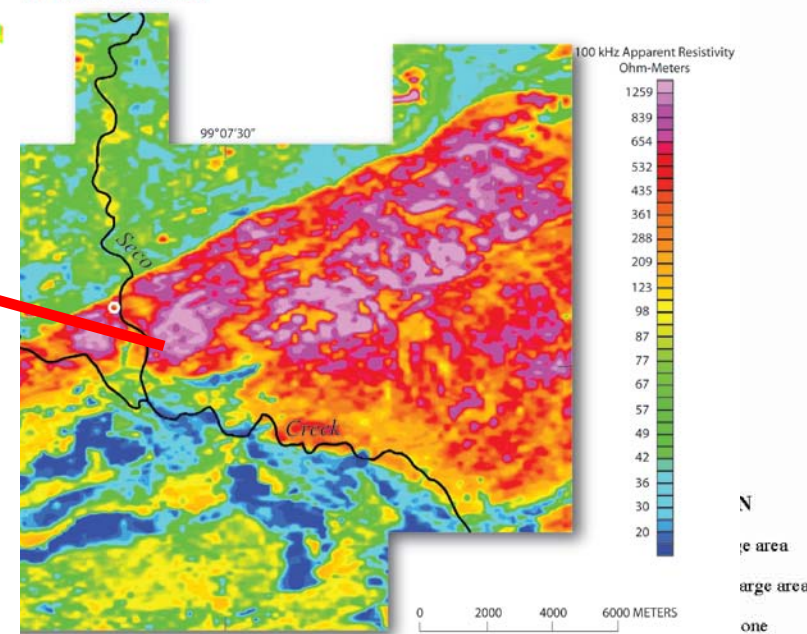 100 kHz Apparent Resistivity
Ohm-Meters
99°07'30"
1259
839
654
532
435
361
288
209
123
98
87
77
67
57
49
42
36
30
20
Seco
Creek
N
ge area
arge area
one
0 2000 4000 6000 METERS